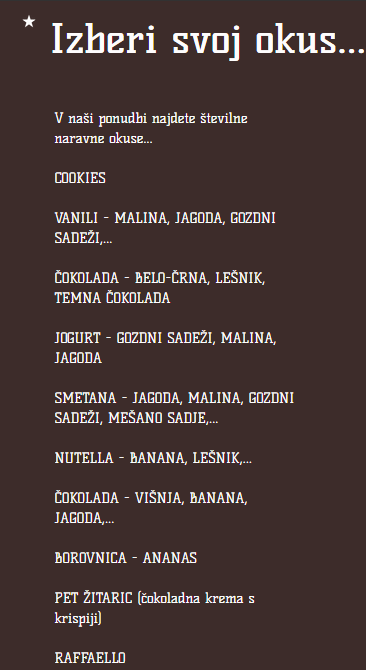 Izberi svoj okus...
V naši ponudbi najdete številne
naravne okuse...
COOKIES
VANILI - MALINA, JAGODA, GOZDNI
SADEŽI,...
ČOKOLADA - BELO-ČRNA, LEŠNIK,
TEMNA ČOKOLADA
JOGURT - GOZDNI SADEŽI, MALINA,
JAGODA
SMETANA - JAGODA, MALINA, GOZDNI
SADEŽI, MEŠANO SADJE,...
NUTELLA - BANANA, LEŠNIK,...
ČOKOLADA - VIŠNJA, BANANA,
JAGODA,...
BOROVNICA - ANANAS
PET ŽITARIC (čokoladna krema s
krispiji)
RAFFAELLO